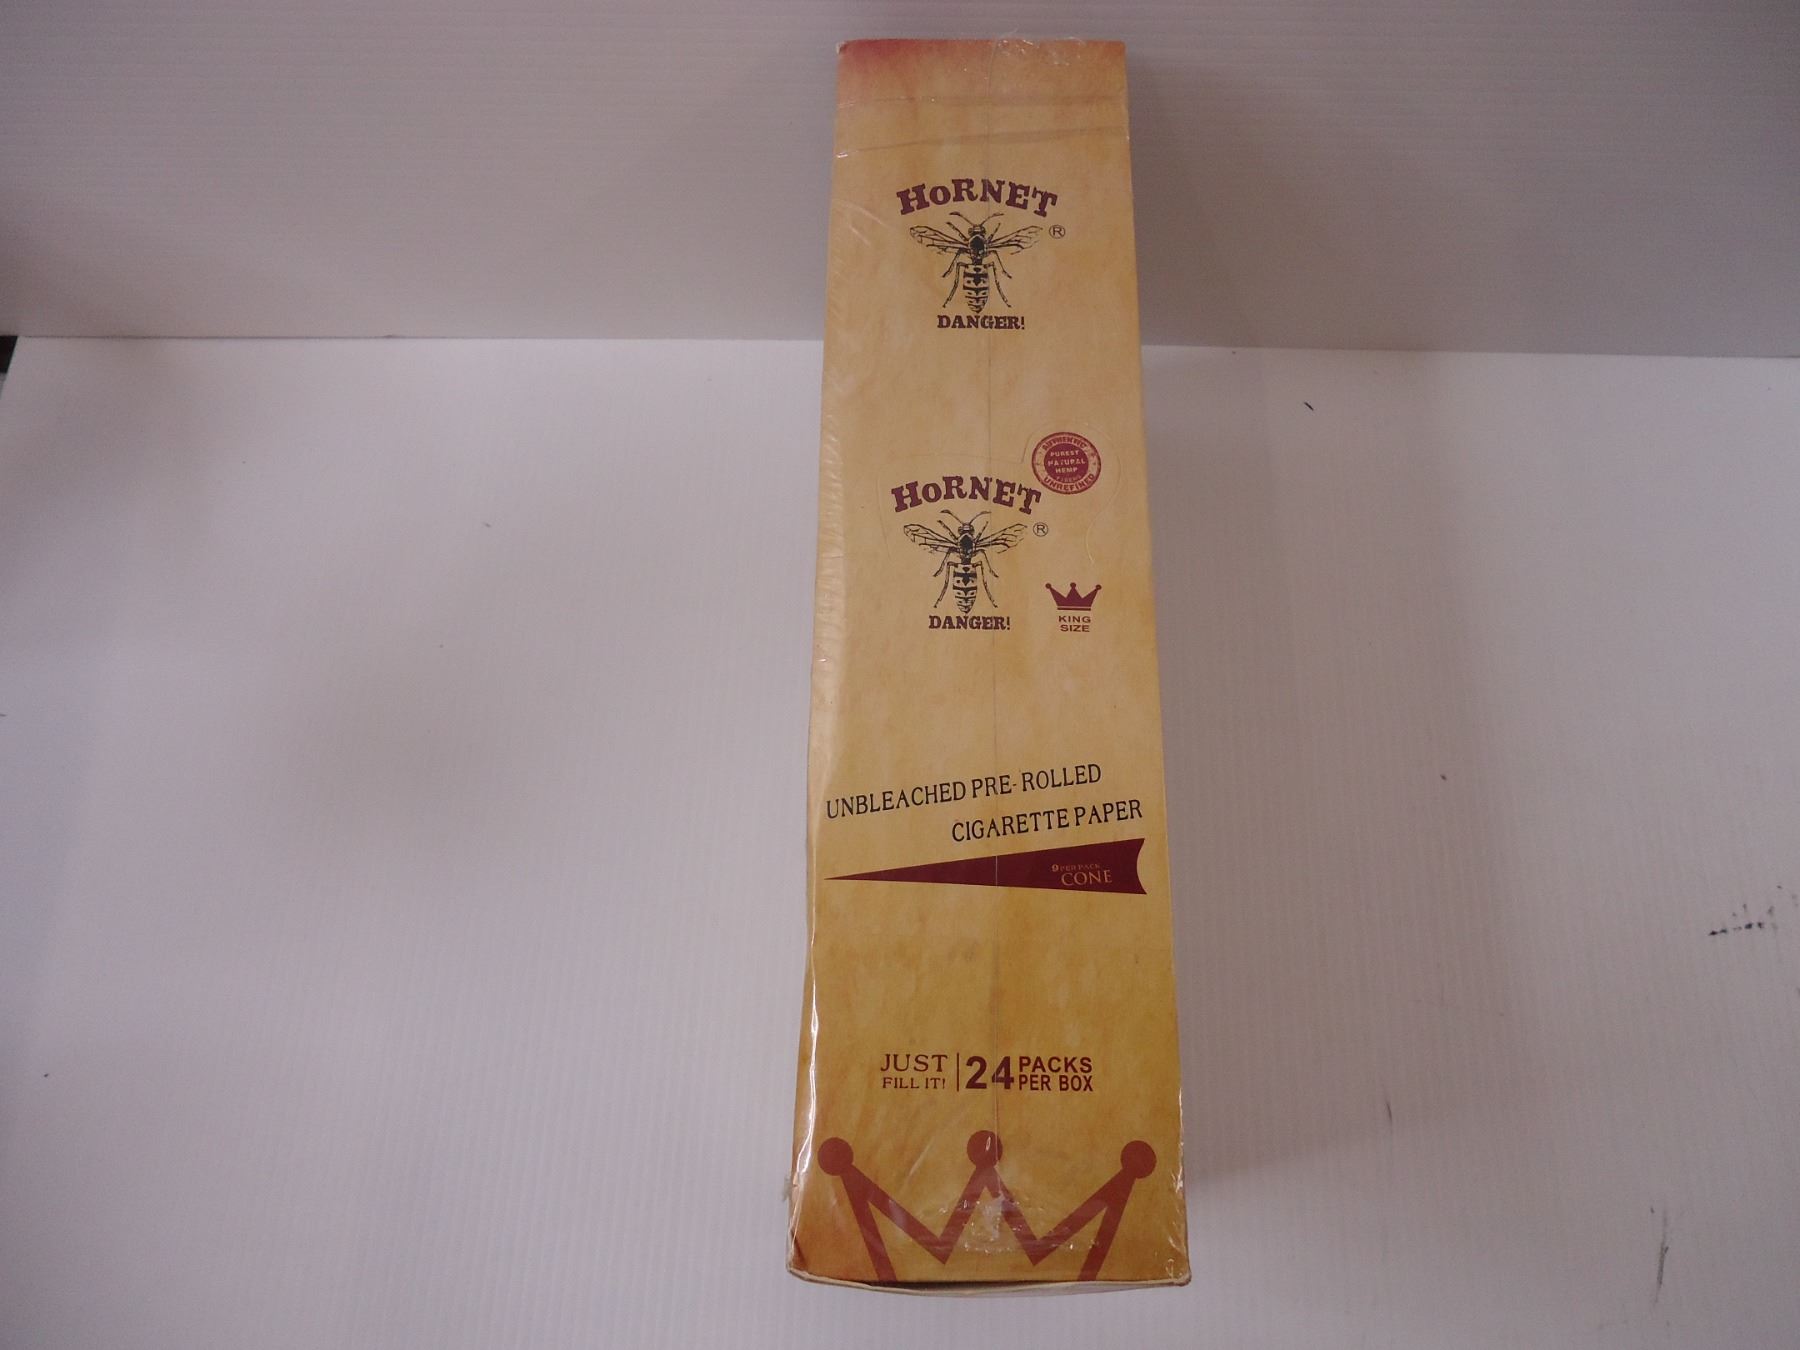 HoRNET
®
DANGER!
AUTHENTIC
PUREST
NATURAL
HEMP
UNREFINED
HoRNET
®
DANGER!
KING
SIZE
UNBLEACHED PRE-ROLLED
CIGARETTE PAPER
9 PER PACK
CONE
JUST
FILL IT!
24 PACKS
PER BOX